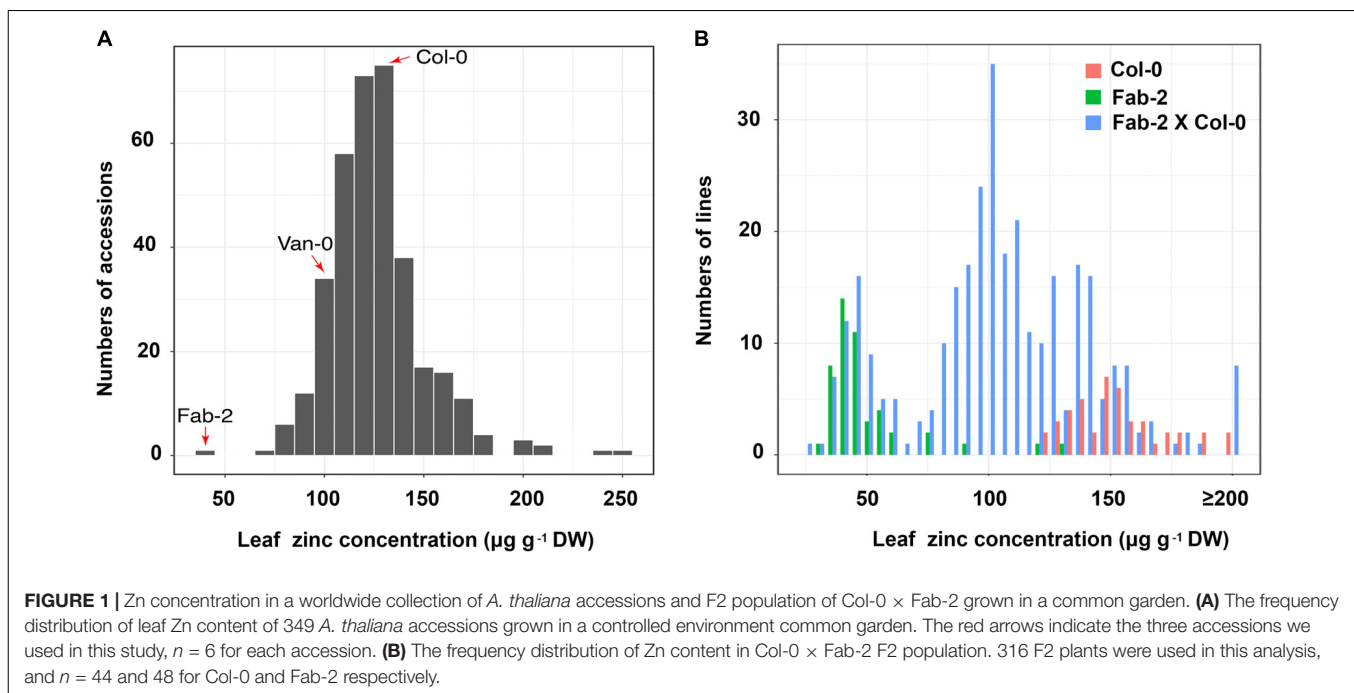 A
Numbers of accessions
60
40
20
0
Col-0
Van-0
Fab-2
50 100 150 200 250
Leaf zinc concentration (µg g-1 DW)
B
Numbers of lines
30
20
10
0
Col-0
Fab-2
Fab-2 X Col-0
50 100 150 ≥200
Leaf zinc concentration (µg g-1 DW)
FIGURE 1 | Zn concentration in a worldwide collection of A. thaliana accessions and F2 population of Col-0 × Fab-2 grown in a common garden. (A) The frequency
distribution of leaf Zn content of 349 A. thaliana accessions grown in a controlled environment common garden. The red arrows indicate the three accessions we
used in this study, n = 6 for each accession. (B) The frequency distribution of Zn content in Col-0 × Fab-2 F2 population. 316 F2 plants were used in this analysis,
and n = 44 and 48 for Col-0 and Fab-2 respectively.